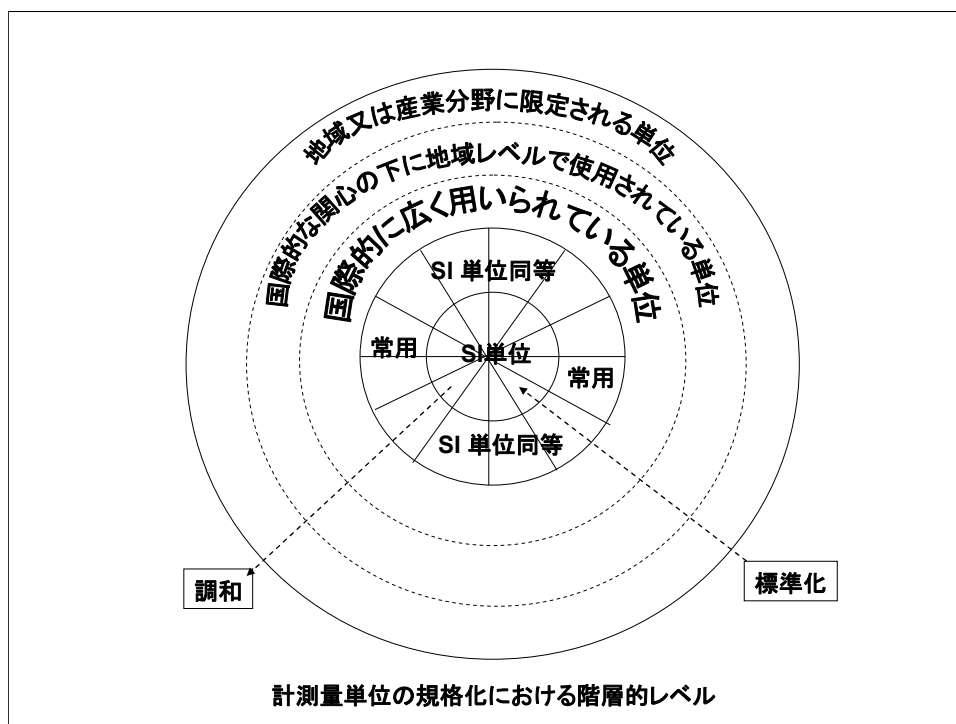 地域又は産業分野に限定される単位
国際的な関心の下に地域レベルで使用されている単位
国際的に広く用いられている単位
SI 単位同等
常用
SI単位
常用
SI 単位同等
調和
標準化
計測量単位の規格化における階層的レベル